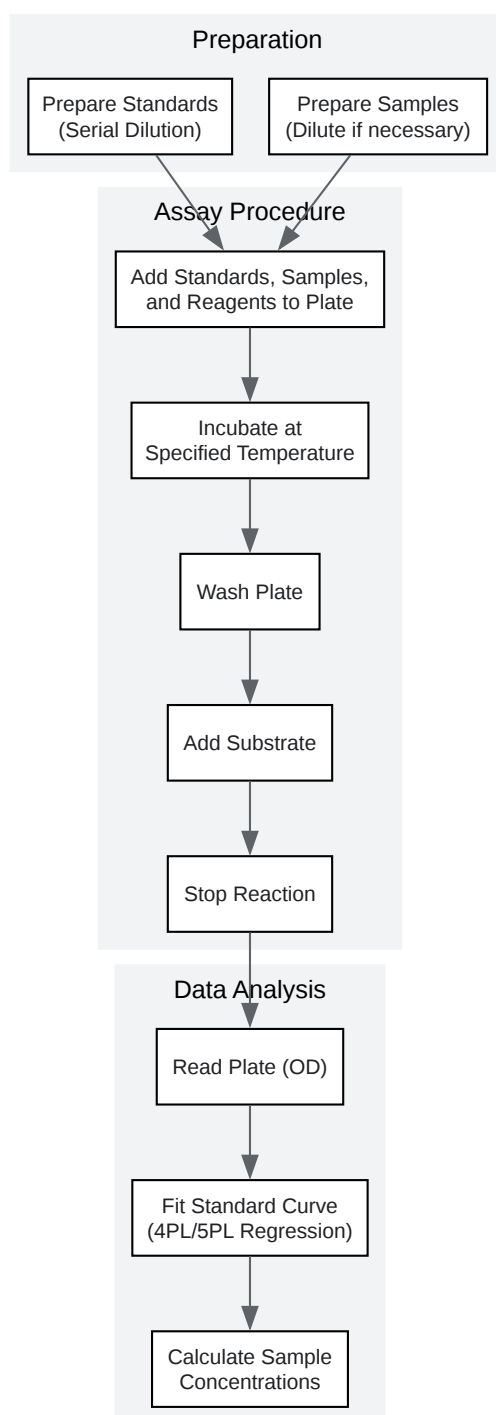 Preparation
Prepare Standards
(Serial Dilution)
Prepare Samples
(Dilute if necessary)
Assay Procedure
Add Standards, Samples,
and Reagents to Plate
Incubate at
Specified Temperature
Wash Plate
Add Substrate
Stop Reaction
Data Analysis
Read Plate (OD)
Fit Standard Curve
(4PL/5PL Regression)
Calculate Sample
Concentrations